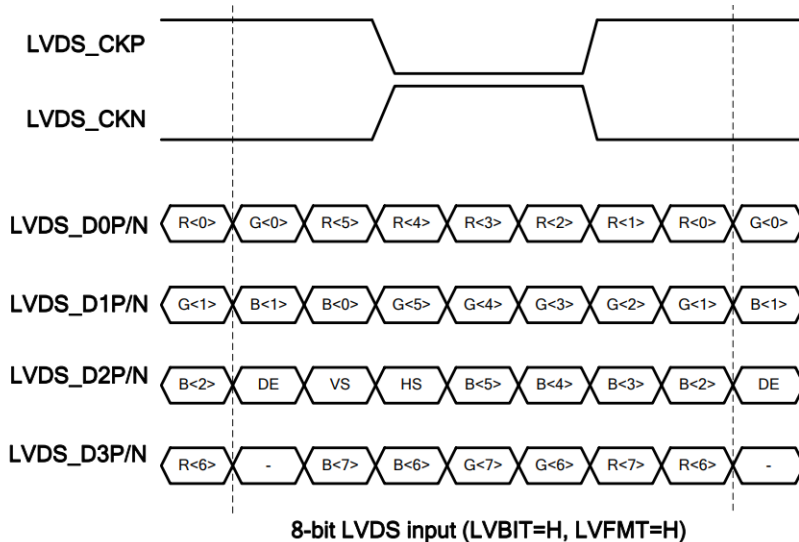 LVDS_CKP
LVDS_CKN
LVDS_D0P/N R<0> G<0> R<5> R<4> R<3> R<2> R<1> R<0> G<0>
LVDS_D1P/N G<1> B<1> B<0> G<5> G<4> G<3> G<2> G<1> B<1>
LVDS_D2P/N B<2> DE VS HS B<5> B<4> B<3> B<2> DE
LVDS_D3P/N R<6> - B<7> B<6> G<7> G<6> R<7> R<6> -
8-bit LVDS input (LVBIT=H, LVFMT=H)